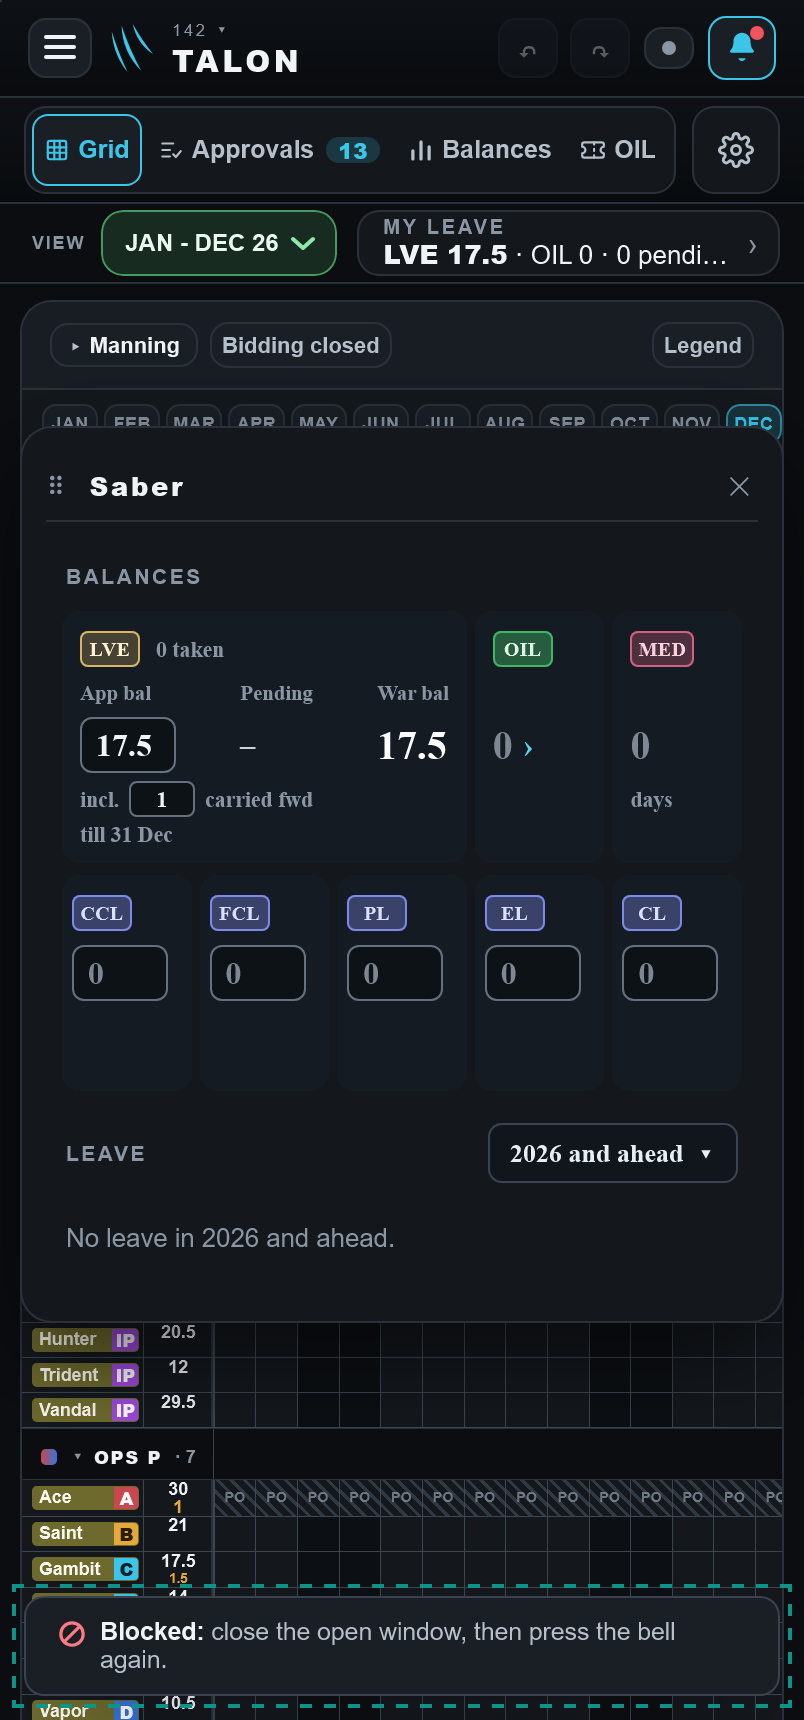 142 ▾
TALON
Grid
Approvals 13
Balances
OIL
VIEW
JAN - DEC 26
MY LEAVE
LVE 17.5 · OIL 0 · 0 pendi…
▸ Manning
Bidding closed
Legend
JAN FEB MAR APR MAY JUN JUL AUG SEP OCT NOV DEC
Saber
BALANCES
LVE 0 taken
App bal Pending War bal
17.5 – 17.5
incl. 1 carried fwd
till 31 Dec
OIL
0 ›
MED
0
days
CCL FCL PL EL CL
0 0 0 0 0
LEAVE
2026 and ahead ▾
No leave in 2026 and ahead.
Hunter IP 20.5
Trident IP 12
Vandal IP 29.5
▾ OPS P · 7
Ace A 30
1
PO PO PO PO PO PO PO PO PO PO PO PO PO PO
Saint B 21
Gambit C 17.5
1.5
14
Blocked: close the open window, then press the bell
again.
Vapor D 10.5